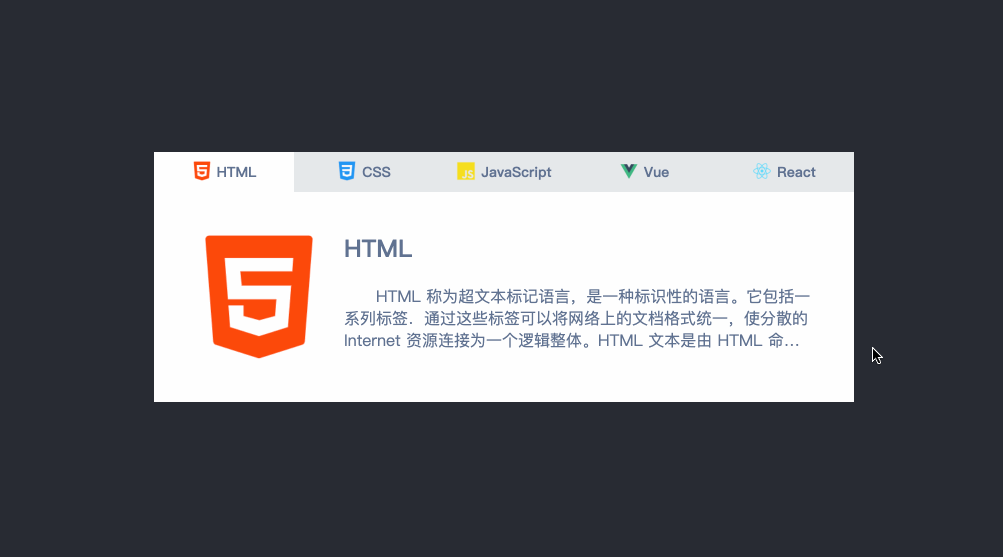 HTML
CSS
JS
JavaScript
Vue
React
HTML
HTML 称为超文本标记语言，是一种标识性的语言。它包括一
系列标签．通过这些标签可以将网络上的文档格式统一，使分散的
Internet 资源连接为一个逻辑整体。HTML 文本是由 HTML 命...